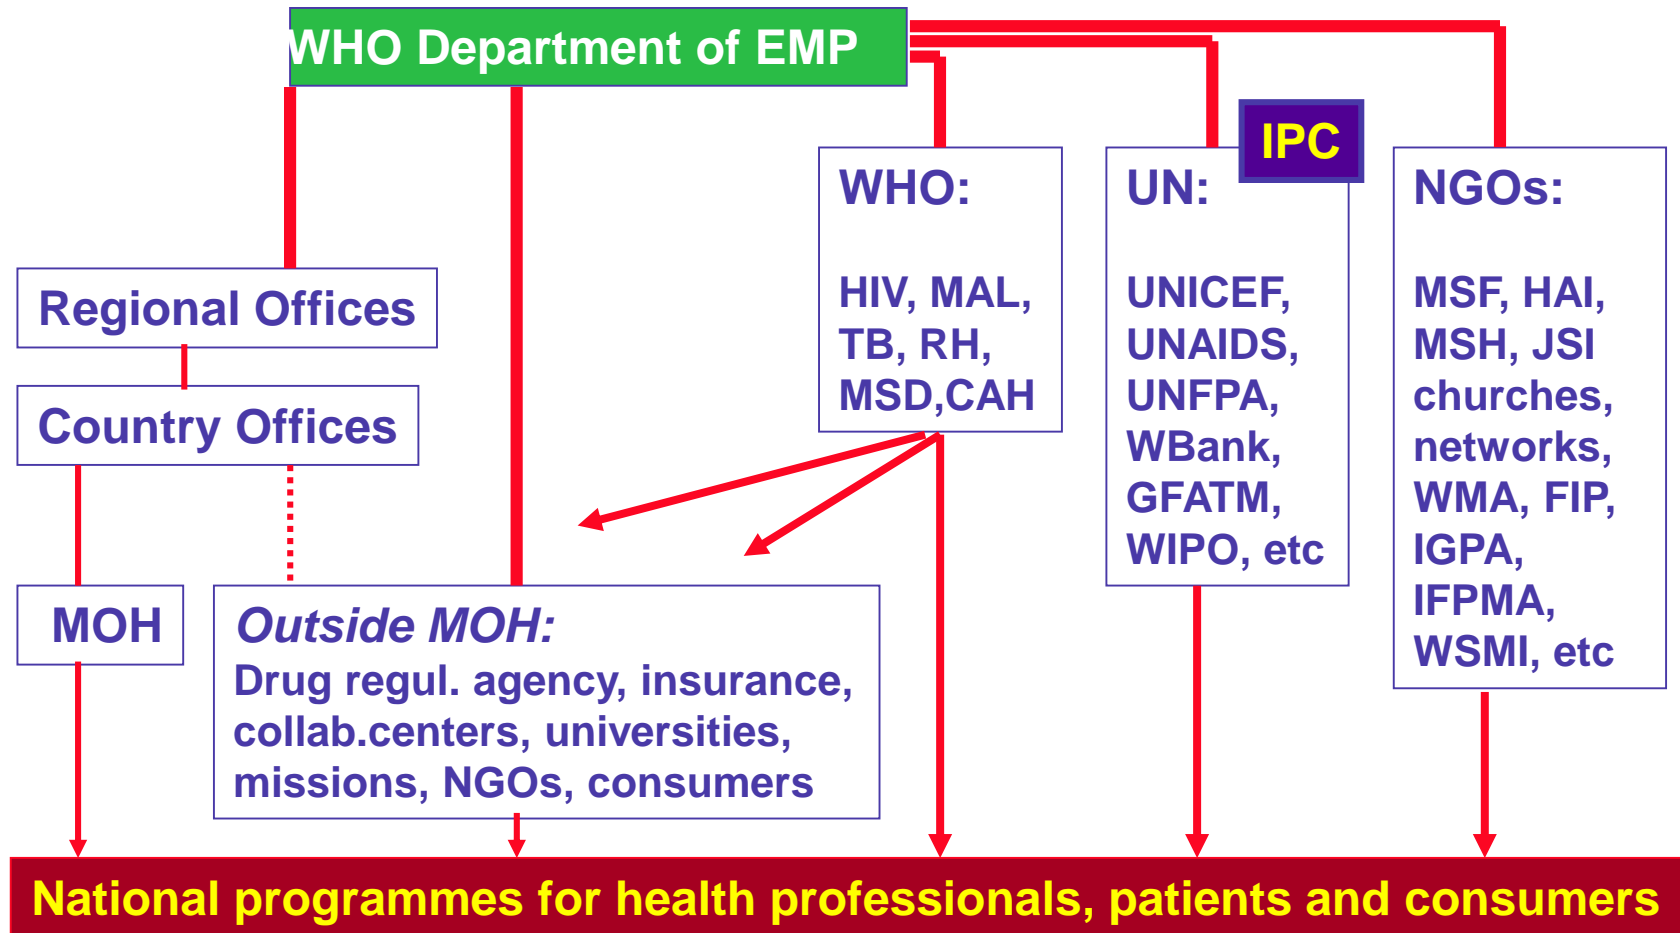 WHO Department of EMP
IPC
WHO:
HIV, MAL,
TB, RH,
MSD,CAH
UN:
UNICEF,
UNAIDS,
UNFPA,
WBank,
GFATM,
WIPO, etc
NGOs:
MSF, HAI,
MSH, JSI
churches,
networks,
WMA, FIP,
IGPA,
IFPMA,
WSMI, etc
Regional Offices
Country Offices
MOH
Outside MOH:
Drug regul. agency, insurance,
collab.centers, universities,
missions, NGOs, consumers
National programmes for health professionals, patients and consumers